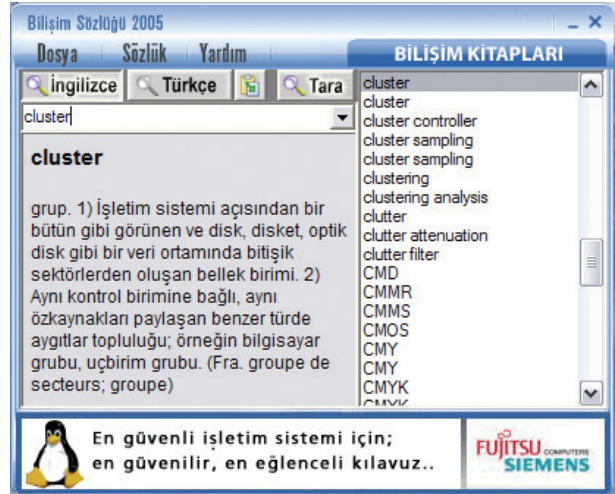 Bilişim Sözlüğü 2005
Dosya Sözlük Yardım
BİLİŞİM KİTAPLARI
İngilizce Türkçe Tara
cluster
cluster
grup. 1) İşletim sistemi açısından bir
bütün gibi görünen ve disk, disket, optik
disk gibi bir veri ortamında bitişik
sektörlerden oluşan bellek birimi. 2)
Aynı kontrol birimine bağlı, aynı
özkaynakları paylaşan benzer türde
aygıtlar topluluğu; örneğin bilgisayar
grubu, uçbirim grubu. (Fra. groupe de
secteurs; groupe)
cluster
cluster
cluster controller
cluster sampling
cluster sampling
clustering
clustering analysis
clutter
clutter attenuation
clutter filter
CMD
CMMR
CMMS
CMOS
CMY
CMY
CMYK
CMYK
En güvenli işletim sistemi için;
en güvenilir, en eğlenceli kılavuz..
FUJITSU COMPUTERS
SIEMENS